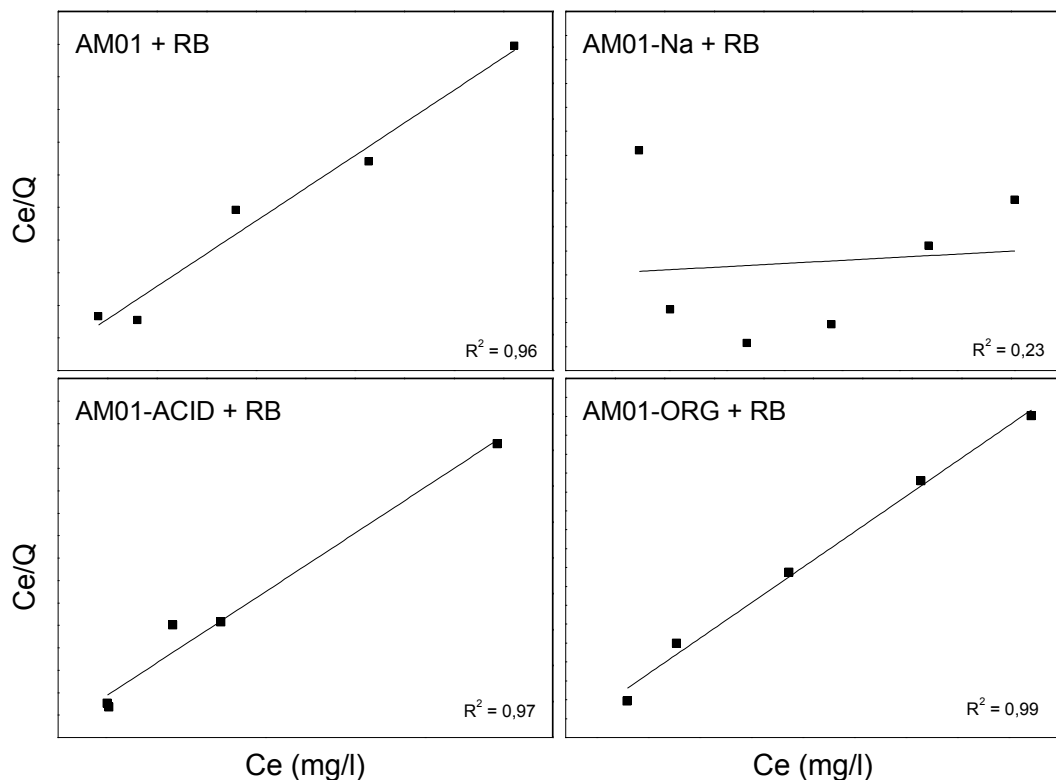 AM01 + RB
AM01-Na + RB
Ce/Q
R² = 0,96
R² = 0,23
AM01-ACID + RB
AM01-ORG + RB
Ce/Q
R² = 0,97
R² = 0,99
Ce (mg/l)
Ce (mg/l)